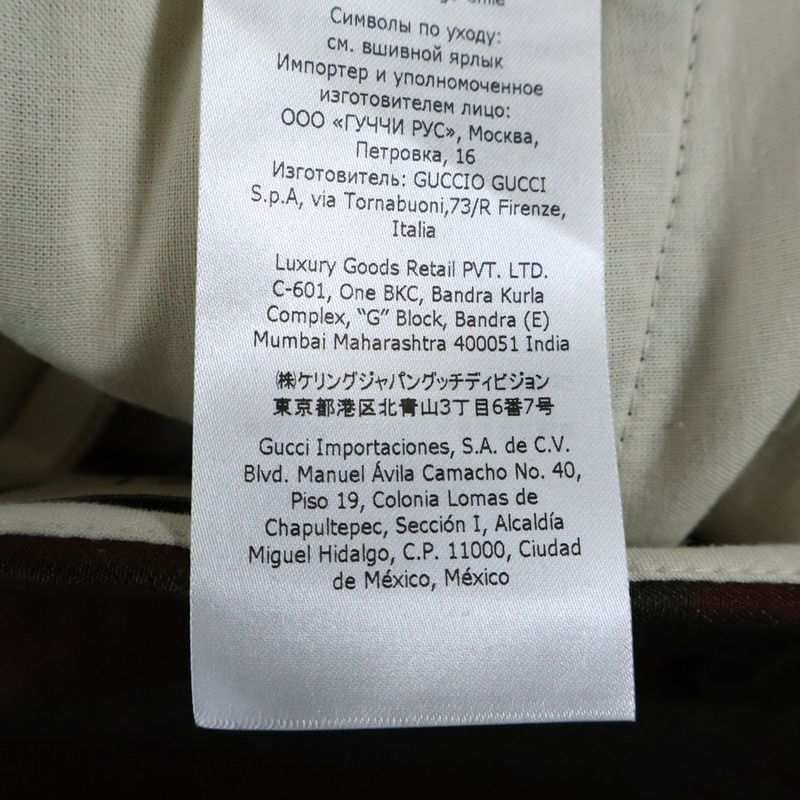 Chile
Символы по уходу:
см. вшивной ярлык
Импортер и уполномоченное
изготовителем лицо:
ООО «ГУЧЧИ РУС», Москва,
Петровка, 16
Изготовитель: GUCCIO GUCCI
S.p.A, via Tornabuoni,73/R Firenze,
Italia
Luxury Goods Retail PVT. LTD.
C-601, One BKC, Bandra Kurla
Complex, “G” Block, Bandra (E)
Mumbai Maharashtra 400051 India
㈱ケリングジャパングッチディビジョン
東京都港区北青山3丁目6番7号
Gucci Importaciones, S.A. de C.V.
Blvd. Manuel Ávila Camacho No. 40,
Piso 19, Colonia Lomas de
Chapultepec, Sección I, Alcaldía
Miguel Hidalgo, C.P. 11000, Ciudad
de México, México